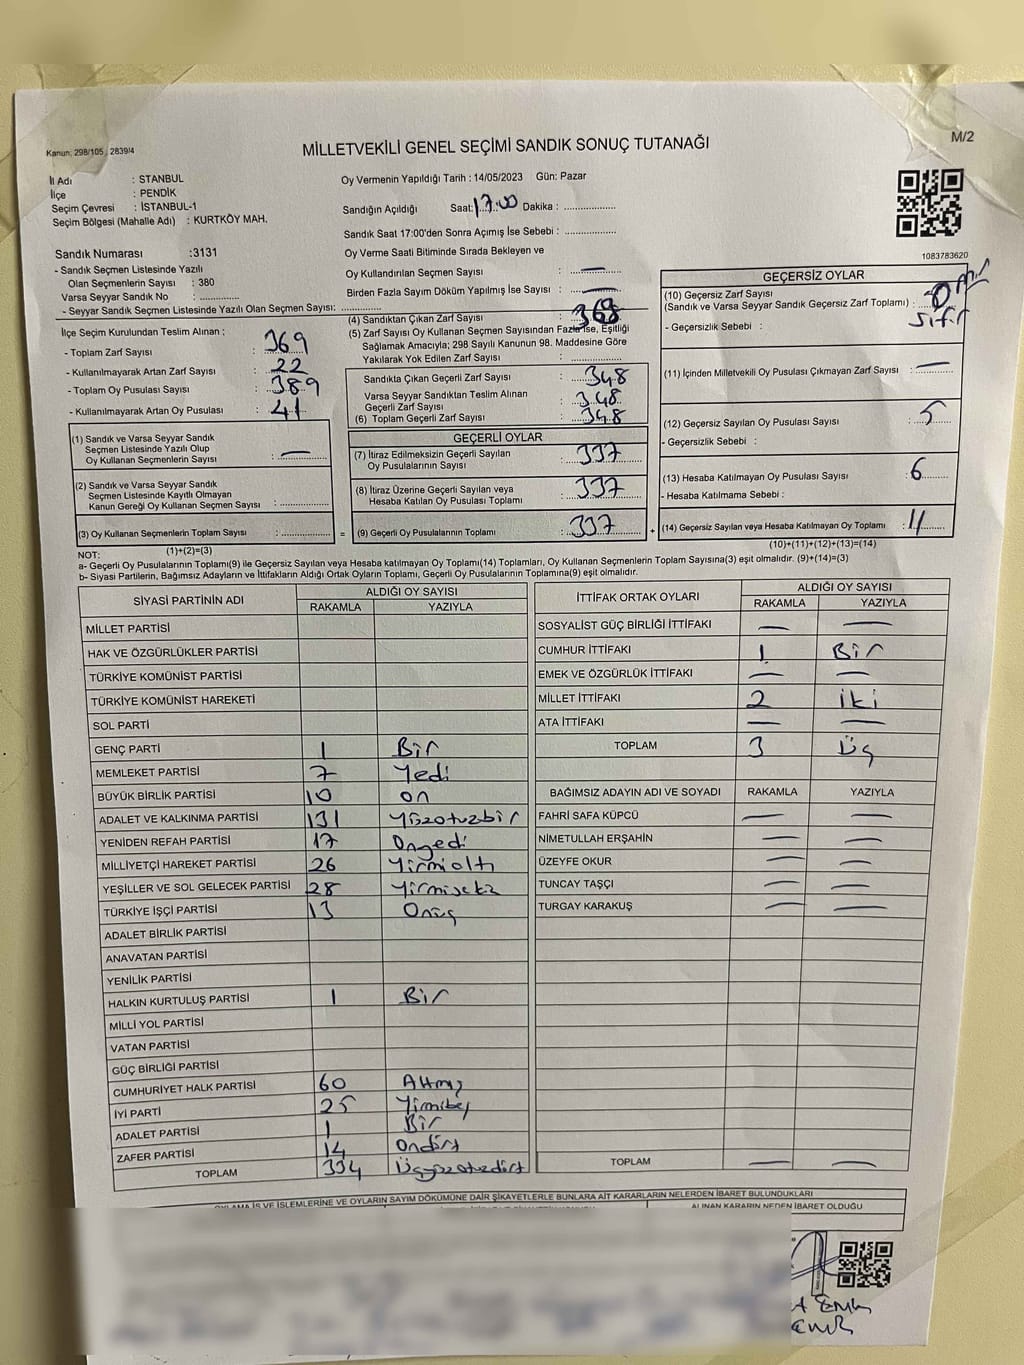 Kanun: 298/105, 2839/4
MİLLETVEKİLİ GENEL SEÇİMİ SANDIK SONUÇ TUTANAĞI
M/2
İl Adı : STANBUL
İlçe : PENDİK
Seçim Çevresi : İSTANBUL-1
Seçim Bölgesi (Mahalle Adı) : KURTKÖY MAH.
Oy Vermenin Yapıldığı Tarih : 14/05/2023 Gün: Pazar
Sandığın Açıldığı Saat: 17:00 Dakika :
Sandık Saat 17:00'den Sonra Açımış İse Sebebi :
Oy Verme Saati Bitiminde Sırada Bekleyen ve
Oy Kullandırılan Seçmen Sayısı : —
Birden Fazla Sayım Döküm Yapılmış İse Sayısı : —
1083783620
Sandık Numarası :3131
- Sandık Seçmen Listesinde Yazılı
Olan Seçmenlerin Sayısı : 380
Varsa Seyyar Sandık No :
- Seyyar Sandık Seçmen Listesinde Yazılı Olan Seçmen Sayısı:
İlçe Seçim Kurulundan Teslim Alınan ;
- Toplam Zarf Sayısı : 369
- Kullanılmayarak Artan Zarf Sayısı : 22
- Toplam Oy Pusulası Sayısı : 389
- Kullanılmayarak Artan Oy Pusulası : 41
(1) Sandık ve Varsa Seyyar Sandık
Seçmen Listesinde Yazılı Olup
Oy Kullanan Seçmenlerin Sayısı : —
(2) Sandık ve Varsa Seyyar Sandık
Seçmen Listesinde Kayıtlı Olmayan
Kanun Gereği Oy Kullanan Seçmen Sayısı :
(3) Oy Kullanan Seçmenlerin Toplam Sayısı :
(1)+(2)=(3)
(4) Sandıktan Çıkan Zarf Sayısı :
(5) Zarf Sayısı Oy Kullanan Seçmen Sayısından Fazla İse, Eşitliği
Sağlamak Amacıyla; 298 Sayılı Kanunun 98. Maddesine Göre
Yakılarak Yok Edilen Zarf Sayısı :
Sandıkta Çıkan Geçerli Zarf Sayısı : 348
Varsa Seyyar Sandıktan Teslim Alınan
Geçerli Zarf Sayısı : 348
(6) Toplam Geçerli Zarf Sayısı : 348
GEÇERLİ OYLAR
(7) İtiraz Edilmeksizin Geçerli Sayılan
Oy Pusulalarının Sayısı : 337
(8) İtiraz Üzerine Geçerli Sayılan veya
Hesaba Katılan Oy Pusulası Toplamı : 337
= (9) Geçerli Oy Pusulalarının Toplamı : 337
GEÇERSİZ OYLAR
(10) Geçersiz Zarf Sayısı
(Sandık ve Varsa Seyyar Sandık Geçersiz Zarf Toplamı) : 0
sıfır
- Geçersizlik Sebebi :
(11) İçinden Milletvekili Oy Pusulası Çıkmayan Zarf Sayısı : —
(12) Geçersiz Sayılan Oy Pusulası Sayısı : 5
- Geçersizlik Sebebi :
(13) Hesaba Katılmayan Oy Pusulası Sayısı : 6
- Hesaba Katılmama Sebebi :
+ (14) Geçersiz Sayılan veya Hesaba Katılmayan Oy Toplamı : 11
(10)+(11)+(12)+(13)=(14)
NOT:
a- Geçerli Oy Pusulalarının Toplamı(9) ile Geçersiz Sayılan veya Hesaba Katılmayan Oy Toplamı(14) Toplamları, Oy Kullanan Seçmenlerin Toplam Sayısına(3) eşit olmalıdır. (9)+(14)=(3)
b- Siyasi Partilerin, Bağımsız Adayların ve İttifakların Aldığı Ortak Oyların Toplamı, Geçerli Oy Pusulalarının Toplamına(9) eşit olmalıdır.
SİYASİ PARTİNİN ADI ALDIĞI OY SAYISI
RAKAMLA YAZIYLA
MİLLET PARTİSİ
HAK VE ÖZGÜRLÜKLER PARTİSİ
TÜRKİYE KOMÜNİST PARTİSİ
TÜRKİYE KOMÜNİST HAREKETİ
SOL PARTİ
GENÇ PARTİ 1 Bir
MEMLEKET PARTİSİ 7 Yedi
BÜYÜK BİRLİK PARTİSİ 10 on
ADALET VE KALKINMA PARTİSİ 131 Yüzotuzbir
YENİDEN REFAH PARTİSİ 17 Onyedi
MİLLİYETÇİ HAREKET PARTİSİ 26 Yirmialtı
YEŞİLLER VE SOL GELECEK PARTİSİ 28 Yirmisekiz
TÜRKİYE İŞÇİ PARTİSİ 13 Onüç
ADALET BİRLİK PARTİSİ
ANAVATAN PARTİSİ
YENİLİK PARTİSİ
HALKIN KURTULUŞ PARTİSİ 1 Bir
MİLLİ YOL PARTİSİ
VATAN PARTİSİ
GÜÇ BİRLİĞİ PARTİSİ
CUMHURİYET HALK PARTİSİ 60 Altmış
İYİ PARTİ 25 Yirmibeş
ADALET PARTİSİ 1 Bir
ZAFER PARTİSİ 14 Ondört
TOPLAM 334 Üçyüzotuzdört
İTTİFAK ORTAK OYLARI ALDIĞI OY SAYISI
RAKAMLA YAZIYLA
SOSYALİST GÜÇ BİRLİĞİ İTTİFAKI — —
CUMHUR İTTİFAKI 1 Bir
EMEK VE ÖZGÜRLÜK İTTİFAKI — —
MİLLET İTTİFAKI 2 İki
ATA İTTİFAKI — —
TOPLAM 3 Üç
BAĞIMSIZ ADAYIN ADI VE SOYADI RAKAMLA YAZIYLA
FAHRİ SAFA KÜPCÜ — —
NİMETULLAH ERŞAHİN — —
ÜZEYFE OKUR — —
TUNCAY TAŞÇI — —
TURGAY KARAKUŞ — —
TOPLAM — —
İŞ VE İŞLEMLERİNE VE OYLARIN SAYIM DÖKÜMÜNE DAİR ŞİKAYETLERLE BUNLARA AİT KARARLARIN NELERDEN İBARET BULUNDUKLARI
ALINAN KARARIN NEDEN İBARET OLDUĞU